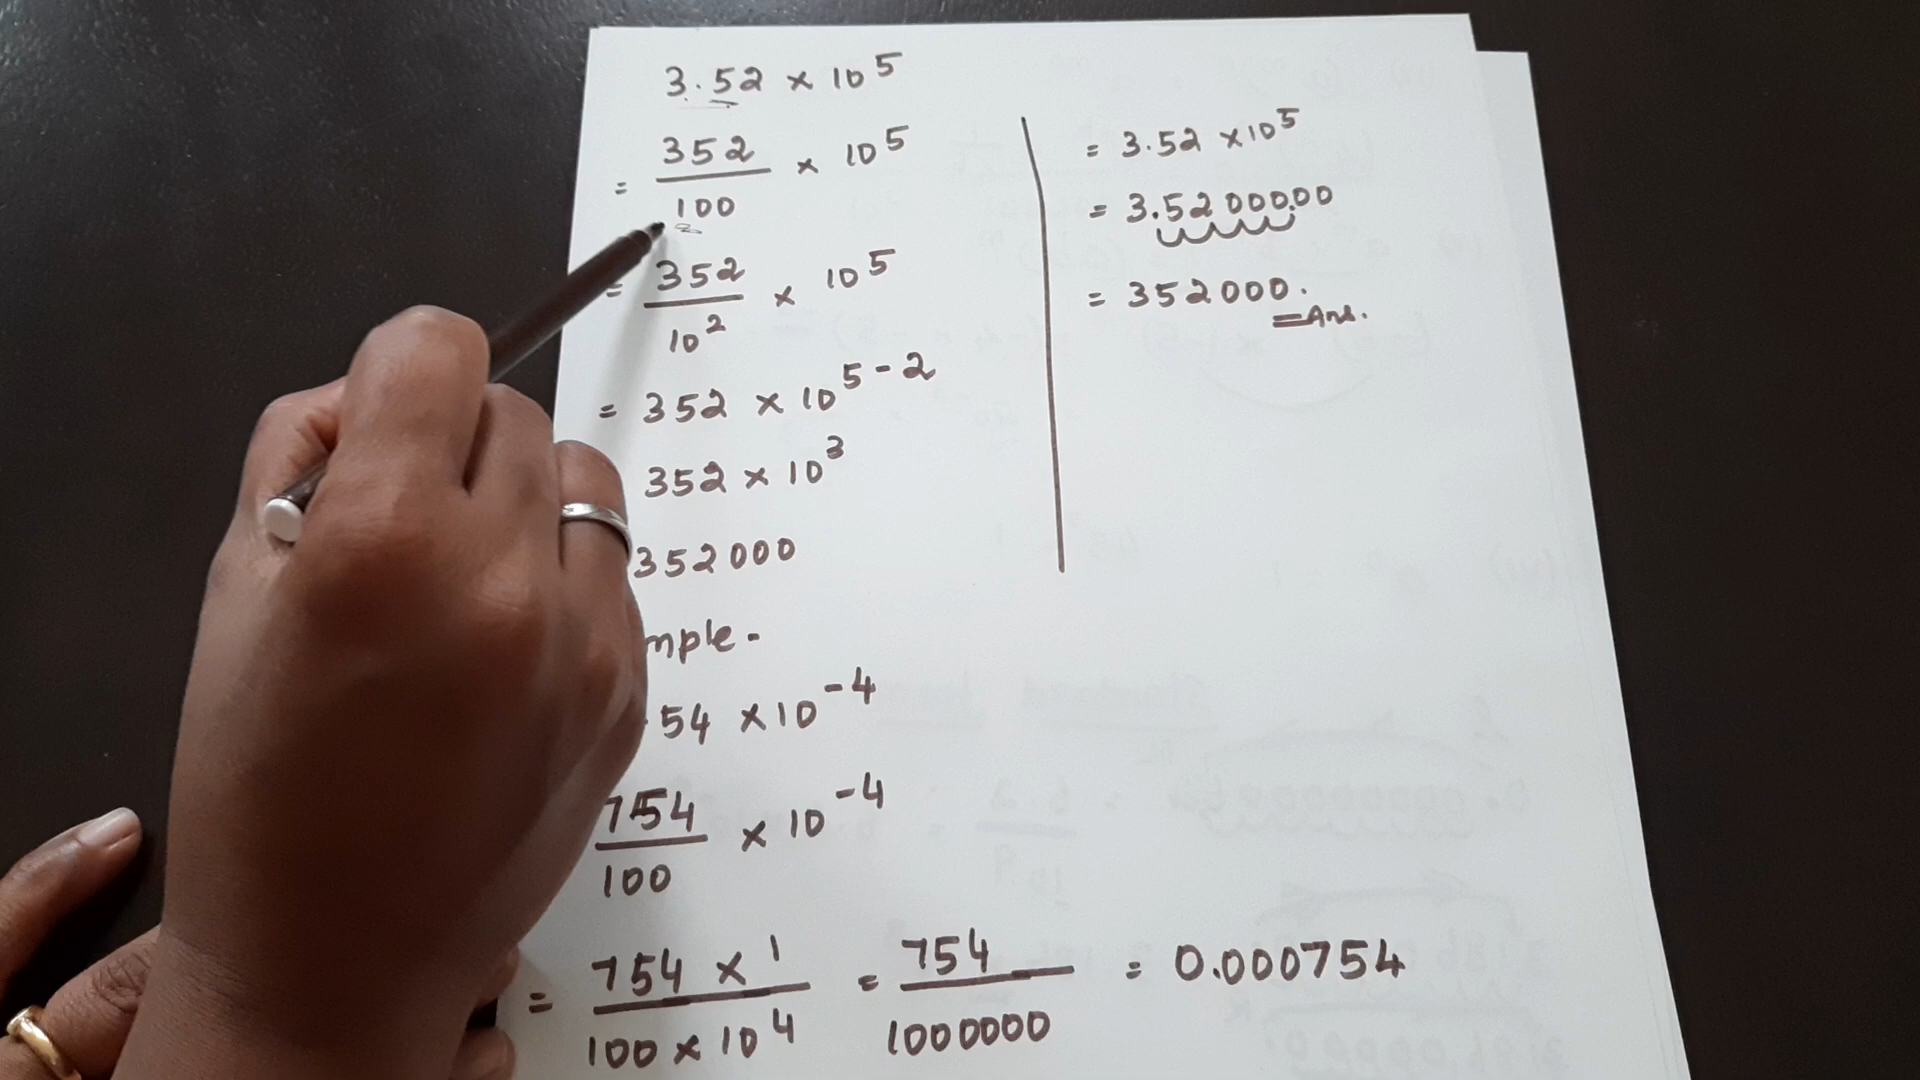 3.52 × 10^5
= 352/100 × 10^5
= 352/10^2 × 10^5
= 352 × 10^(5-2)
352 × 10^3
352000
mple -
.54 × 10^-4
754/100 × 10^-4
= (754 × 1)/(100 × 10^4) = 754/1000000 = 0.000754
= 3.52 × 10^5
= 3.5200000.00
= 352000.
Ans.